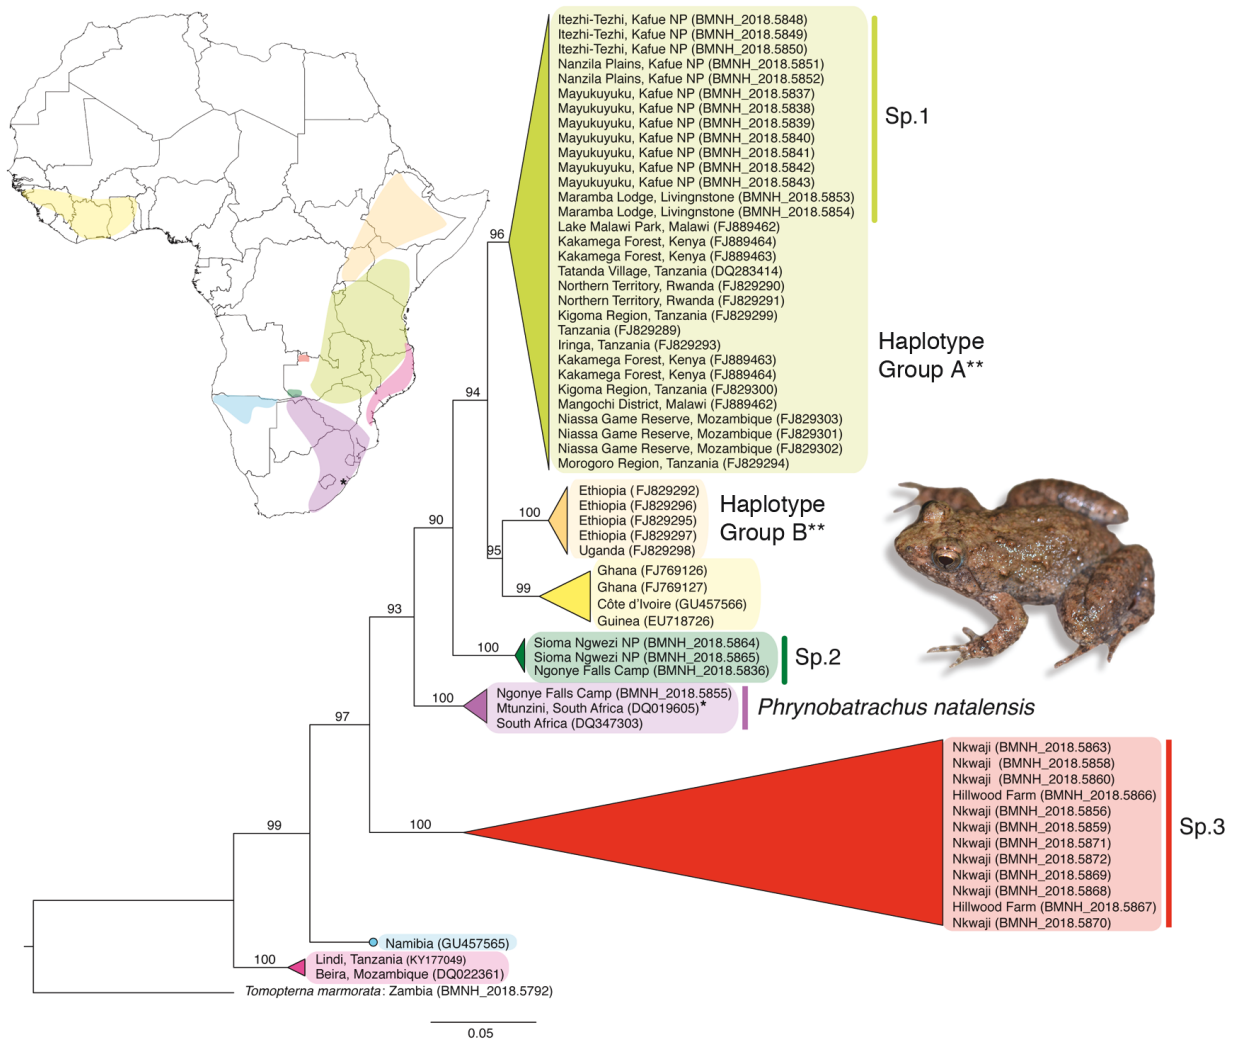 Itezhi-Tezhi, Kafue NP (BMNH_2018.5848)
Itezhi-Tezhi, Kafue NP (BMNH_2018.5849)
Itezhi-Tezhi, Kafue NP (BMNH_2018.5850)
Nanzila Plains, Kafue NP (BMNH_2018.5851)
Nanzila Plains, Kafue NP (BMNH_2018.5852)
Mayukuyuku, Kafue NP (BMNH_2018.5837)
Mayukuyuku, Kafue NP (BMNH_2018.5838)
Mayukuyuku, Kafue NP (BMNH_2018.5839)
Mayukuyuku, Kafue NP (BMNH_2018.5840)
Mayukuyuku, Kafue NP (BMNH_2018.5841)
Mayukuyuku, Kafue NP (BMNH_2018.5842)
Mayukuyuku, Kafue NP (BMNH_2018.5843)
Maramba Lodge, Livingnstone (BMNH_2018.5853)
Maramba Lodge, Livingnstone (BMNH_2018.5854)
Sp.1
Lake Malawi Park, Malawi (FJ889462)
Kakamega Forest, Kenya (FJ889464)
Kakamega Forest, Kenya (FJ889463)
Tatanda Village, Tanzania (DQ283414)
Northern Territory, Rwanda (FJ829290)
Northern Territory, Rwanda (FJ829291)
Kigoma Region, Tanzania (FJ829299)
Tanzania (FJ829289)
Iringa, Tanzania (FJ829293)
Kakamega Forest, Kenya (FJ889463)
Kakamega Forest, Kenya (FJ889464)
Kigoma Region, Tanzania (FJ829300)
Mangochi District, Malawi (FJ889462)
Niassa Game Reserve, Mozambique (FJ829303)
Niassa Game Reserve, Mozambique (FJ829301)
Niassa Game Reserve, Mozambique (FJ829302)
Morogoro Region, Tanzania (FJ829294)
Haplotype
Group A**
96
94
*
Ethiopia (FJ829292)
Ethiopia (FJ829296)
Ethiopia (FJ829295)
Ethiopia (FJ829297)
Uganda (FJ829298)
Haplotype
Group B**
100
90
95
Ghana (FJ769126)
Ghana (FJ769127)
Côte d'Ivoire (GU457566)
Guinea (EU718726)
99
93
Sioma Ngwezi NP (BMNH_2018.5864)
Sioma Ngwezi NP (BMNH_2018.5865)
Ngonye Falls Camp (BMNH_2018.5836)
100
Sp.2
Ngonye Falls Camp (BMNH_2018.5855)
Mtunzini, South Africa (DQ019605)*
South Africa (DQ347303)
100
Phrynobatrachus natalensis
97
Nkwaji (BMNH_2018.5863)
Nkwaji (BMNH_2018.5858)
Nkwaji (BMNH_2018.5860)
Hillwood Farm (BMNH_2018.5866)
Nkwaji (BMNH_2018.5856)
Nkwaji (BMNH_2018.5859)
Nkwaji (BMNH_2018.5871)
Nkwaji (BMNH_2018.5872)
Nkwaji (BMNH_2018.5869)
Nkwaji (BMNH_2018.5868)
Hillwood Farm (BMNH_2018.5867)
Nkwaji (BMNH_2018.5870)
100
Sp.3
99
Namibia (GU457565)
100
Lindi, Tanzania (KY177049)
Beira, Mozambique (DQ022361)
Tomopterna marmorata: Zambia (BMNH_2018.5792)
0.05